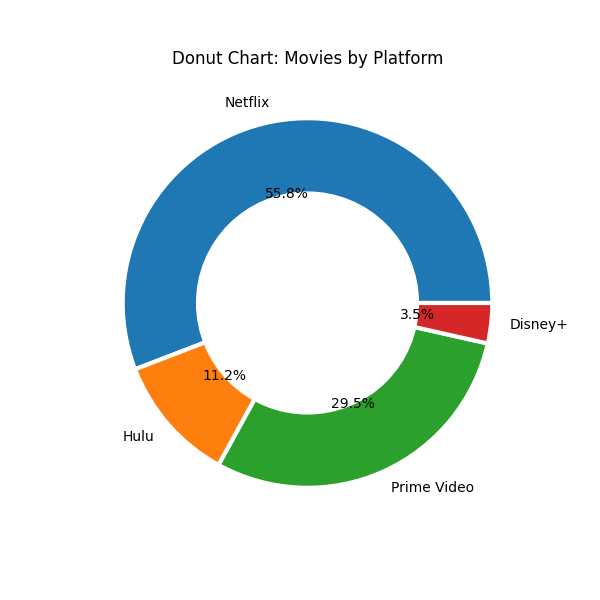 Donut Chart: Movies by Platform
Netflix
55.8%
3.5%
Disney+
11.2%
29.5%
Hulu
Prime Video